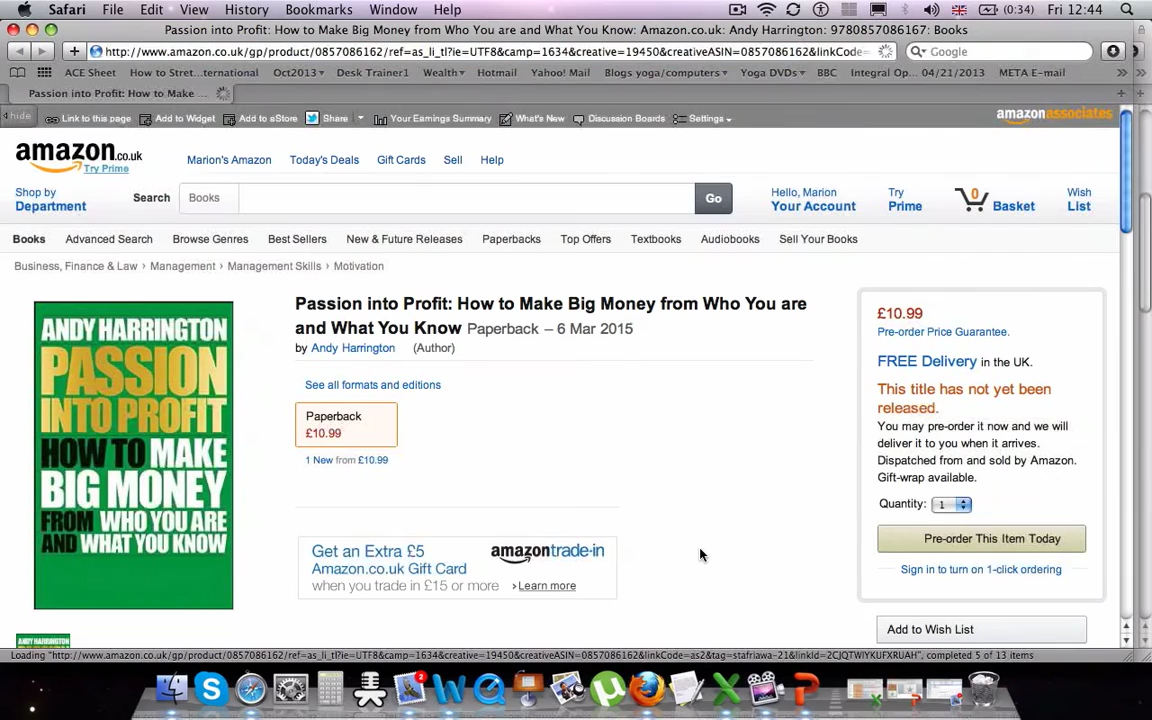 Safari File Edit View History Bookmarks Window Help (0:34) Fri 12:44
Passion into Profit: How to Make Big Money from Who You are and What You Know: Amazon.co.uk: Andy Harrington: 9780857086167: Books
http://www.amazon.co.uk/gp/product/0857086162/ref=as_li_tl?ie=UTF8&camp=1634&creative=19450&creativeASIN=0857086162&linkCode= Google
ACE Sheet How to Stret...ternational Oct2013 Desk Trainer1 Wealth Hotmail Yahoo! Mail Blogs yoga/computers Yoga DVDs BBC Integral Op... 04/21/2013 META E-mail
Passion into Profit: How to Make ...
hide Link to this page Add to Widget Add to aStore Share Your Earnings Summary What's New Discussion Boards Settings amazonassociates
amazon.co.uk
Try Prime
Marion's Amazon Today's Deals Gift Cards Sell Help
Shop by
Department
Search Books Go
Hello, Marion
Your Account
Try
Prime
0
Basket
Wish
List
Books Advanced Search Browse Genres Best Sellers New & Future Releases Paperbacks Top Offers Textbooks Audiobooks Sell Your Books
Business, Finance & Law › Management › Management Skills › Motivation
ANDY HARRINGTON
PASSION
INTO PROFIT
HOW TO MAKE
BIG MONEY
FROM WHO YOU ARE
AND WHAT YOU KNOW
ANDY HARRINGTON
Passion into Profit: How to Make Big Money from Who You are
and What You Know Paperback – 6 Mar 2015
by Andy Harrington (Author)
See all formats and editions
Paperback
£10.99
1 New from £10.99
Get an Extra £5
Amazon.co.uk Gift Card
when you trade in £15 or more
amazontrade-in
›Learn more
£10.99
Pre-order Price Guarantee.
FREE Delivery in the UK.
This title has not yet been
released.
You may pre-order it now and we will
deliver it to you when it arrives.
Dispatched from and sold by Amazon.
Gift-wrap available.
Quantity: 1
Pre-order This Item Today
Sign in to turn on 1-click ordering
Add to Wish List
Loading "http://www.amazon.co.uk/gp/product/0857086162/ref=as_li_tl?ie=UTF8&camp=1634&creative=19450&creativeASIN=0857086162&linkCode=as2&tag=stafriawa-21&linkId=2CJQTWIYKUFXRUAH", completed 5 of 13 items
2